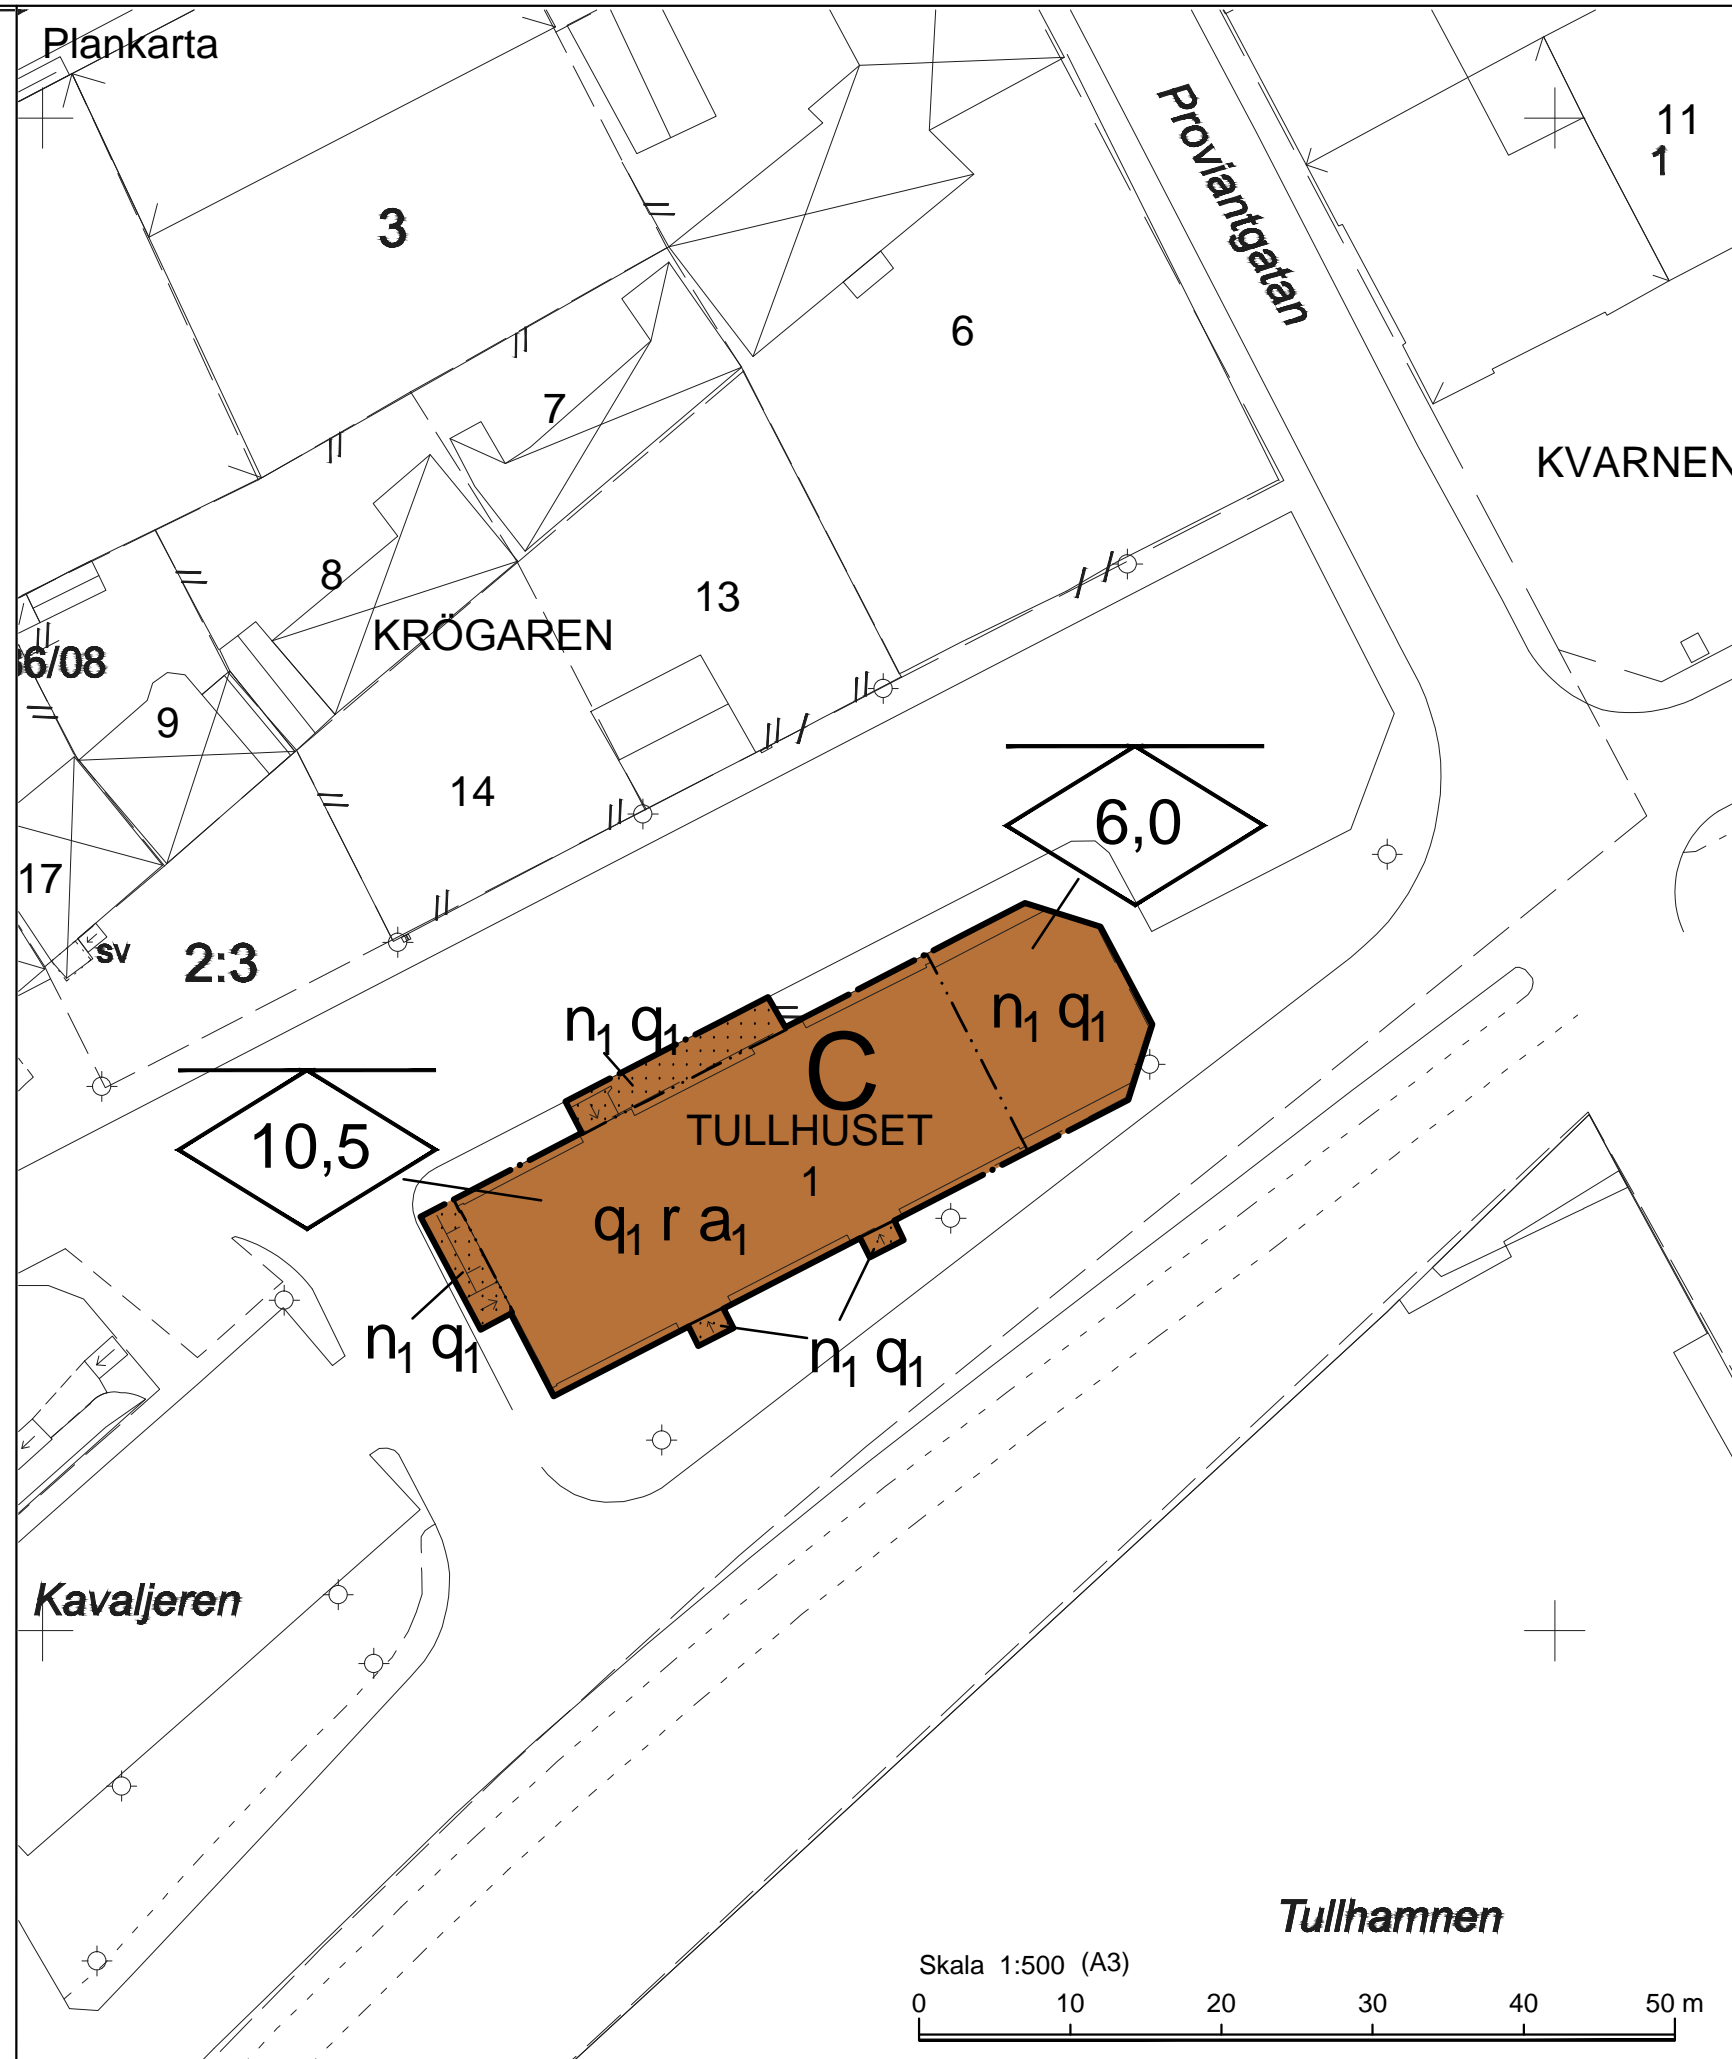 Plankarta
Proviantgatan
11
1
3
6
7
KVARNEN
8
13
KRÖGAREN
6/08
9
14
6,0
17
sv
2:3
n1 q1
n1 q1
C
10,5
TULLHUSET
1
q1 r a1
n1 q1
n1 q1
Kavaljeren
Tullhamnen
Skala 1:500 (A3)
0 10 20 30 40 50 m